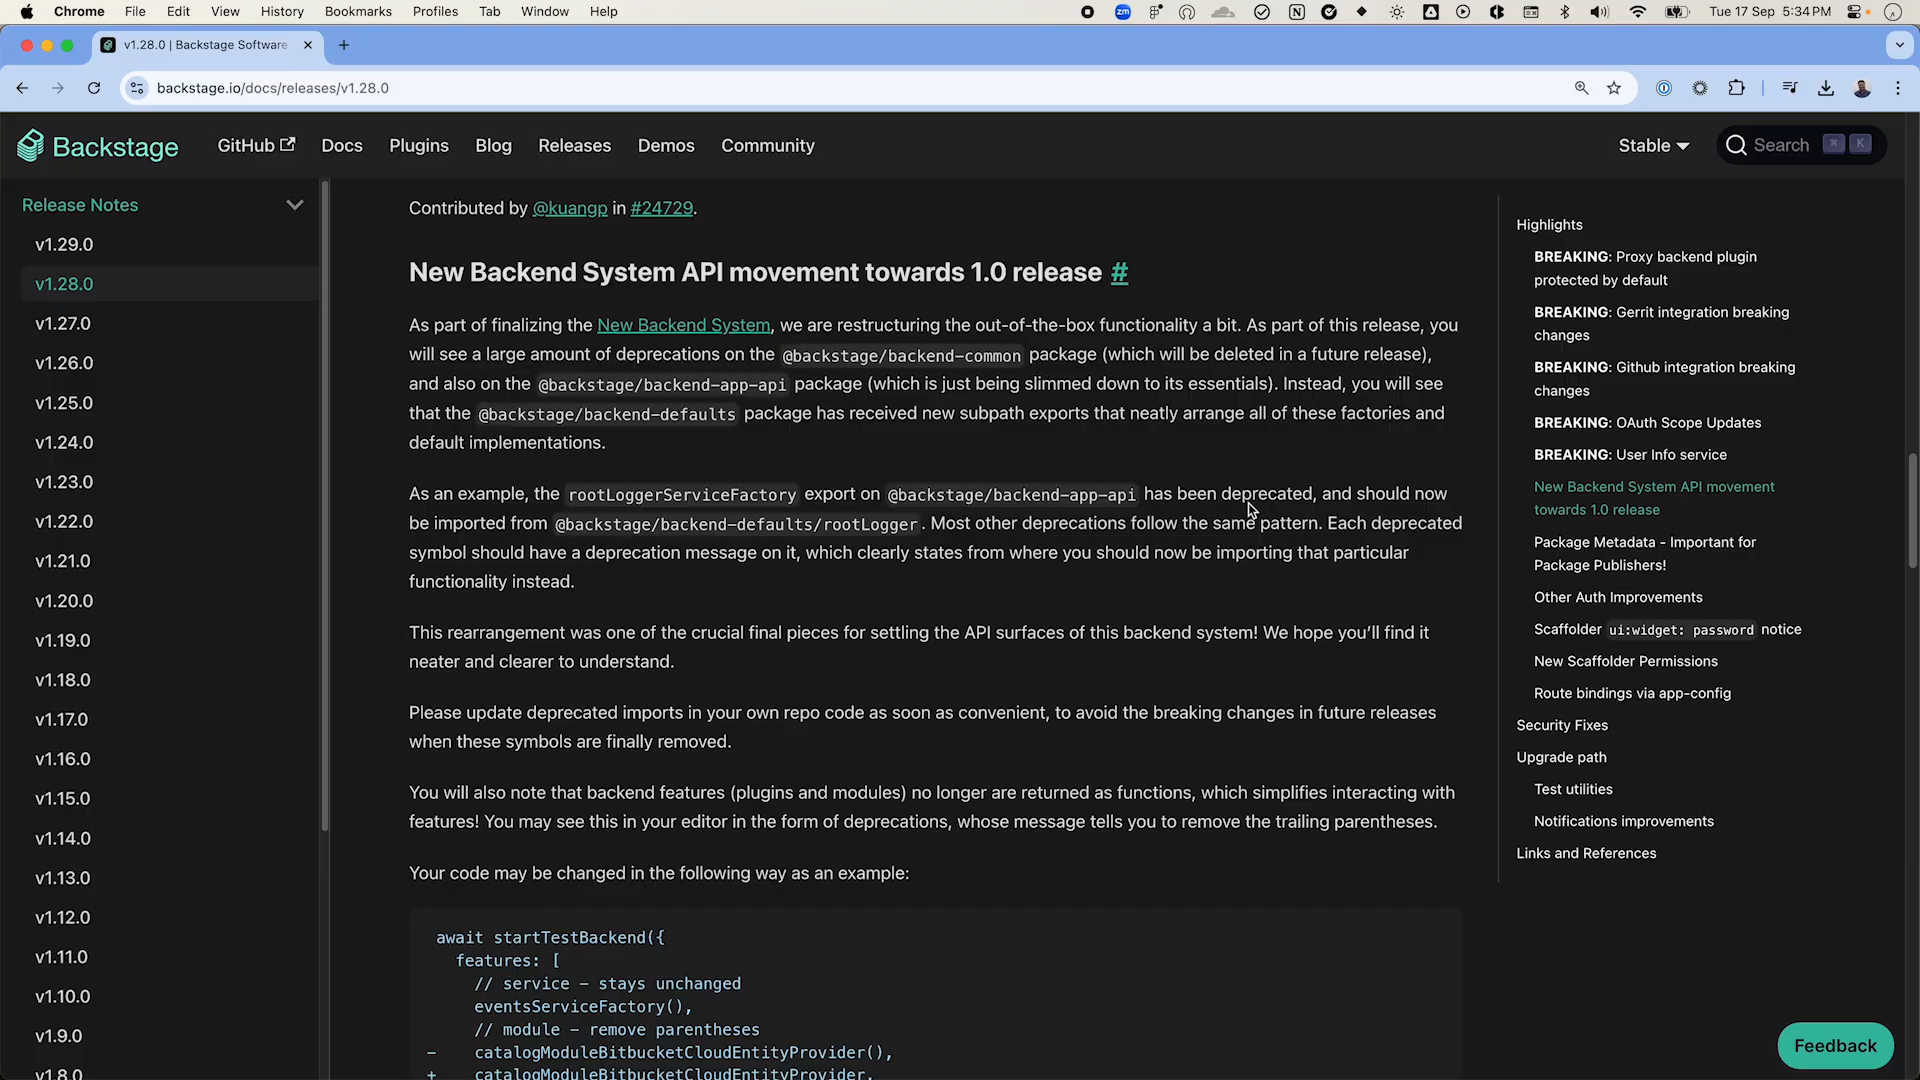 Chrome File Edit View History Bookmarks Profiles Tab Window Help
zm
Tue 17 Sep 5:34 PM
v1.28.0 | Backstage Software
backstage.io/docs/releases/v1.28.0
Backstage GitHub Docs Plugins Blog Releases Demos Community
Stable
Search ⌘ K
Release Notes
v1.29.0
v1.28.0
v1.27.0
v1.26.0
v1.25.0
v1.24.0
v1.23.0
v1.22.0
v1.21.0
v1.20.0
v1.19.0
v1.18.0
v1.17.0
v1.16.0
v1.15.0
v1.14.0
v1.13.0
v1.12.0
v1.11.0
v1.10.0
v1.9.0
v1.8.0
Contributed by @kuangp in #24729.
New Backend System API movement towards 1.0 release #
As part of finalizing the New Backend System, we are restructuring the out-of-the-box functionality a bit. As part of this release, you
will see a large amount of deprecations on the @backstage/backend-common package (which will be deleted in a future release),
and also on the @backstage/backend-app-api package (which is just being slimmed down to its essentials). Instead, you will see
that the @backstage/backend-defaults package has received new subpath exports that neatly arrange all of these factories and
default implementations.
As an example, the rootLoggerServiceFactory export on @backstage/backend-app-api has been deprecated, and should now
be imported from @backstage/backend-defaults/rootLogger. Most other deprecations follow the same pattern. Each deprecated
symbol should have a deprecation message on it, which clearly states from where you should now be importing that particular
functionality instead.
This rearrangement was one of the crucial final pieces for settling the API surfaces of this backend system! We hope you'll find it
neater and clearer to understand.
Please update deprecated imports in your own repo code as soon as convenient, to avoid the breaking changes in future releases
when these symbols are finally removed.
You will also note that backend features (plugins and modules) no longer are returned as functions, which simplifies interacting with
features! You may see this in your editor in the form of deprecations, whose message tells you to remove the trailing parentheses.
Your code may be changed in the following way as an example:
await startTestBackend({
features: [
// service – stays unchanged
eventsServiceFactory(),
// module – remove parentheses
- catalogModuleBitbucketCloudEntityProvider(),
+ catalogModuleBitbucketCloudEntityProvider,
Highlights
BREAKING: Proxy backend plugin
protected by default
BREAKING: Gerrit integration breaking
changes
BREAKING: Github integration breaking
changes
BREAKING: OAuth Scope Updates
BREAKING: User Info service
New Backend System API movement
towards 1.0 release
Package Metadata - Important for
Package Publishers!
Other Auth Improvements
Scaffolder ui:widget: password notice
New Scaffolder Permissions
Route bindings via app-config
Security Fixes
Upgrade path
Test utilities
Notifications improvements
Links and References
Feedback